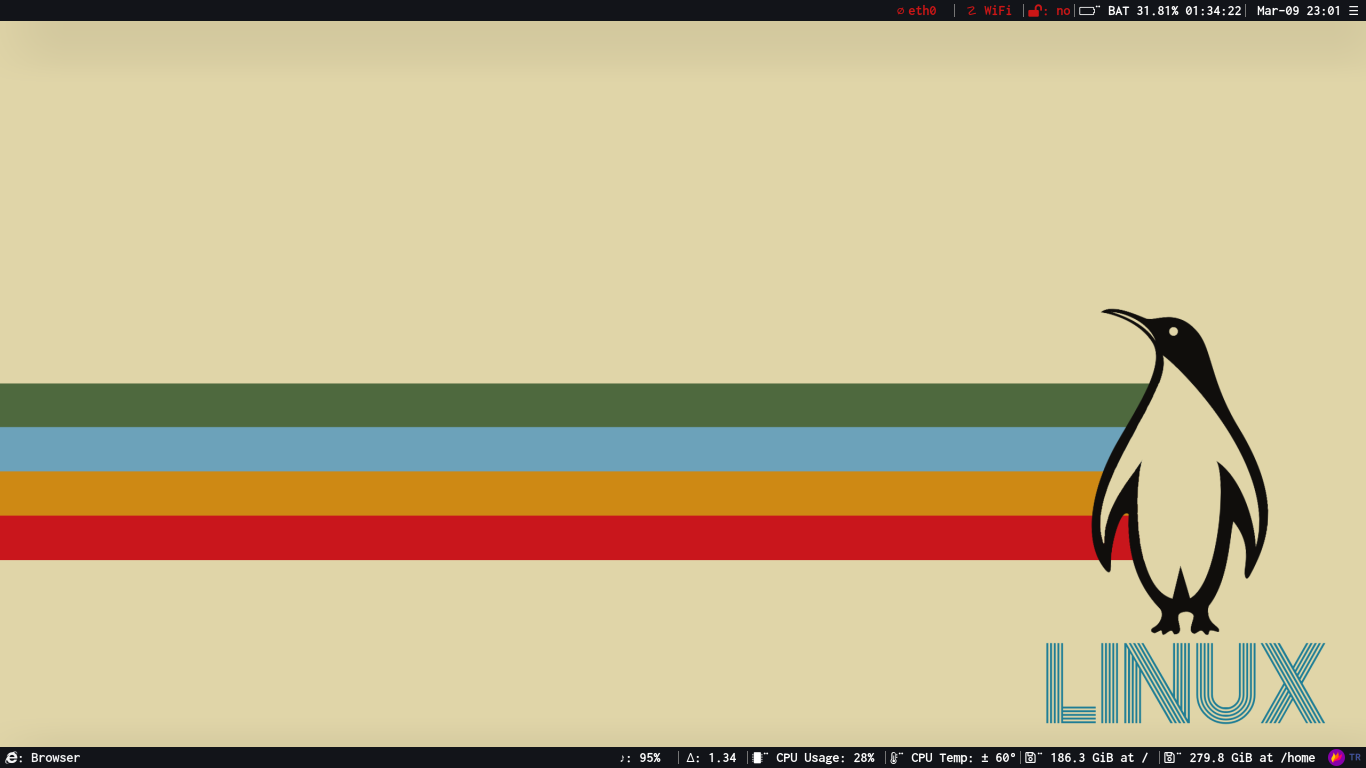 eth0 WiFi : no BAT 31.81% 01:34:22 Mar-09 23:01
LINUX
: Browser ♪: 95% Δ: 1.34 CPU Usage: 28% CPU Temp: ± 60° 186.3 GiB at / 279.8 GiB at /home TR